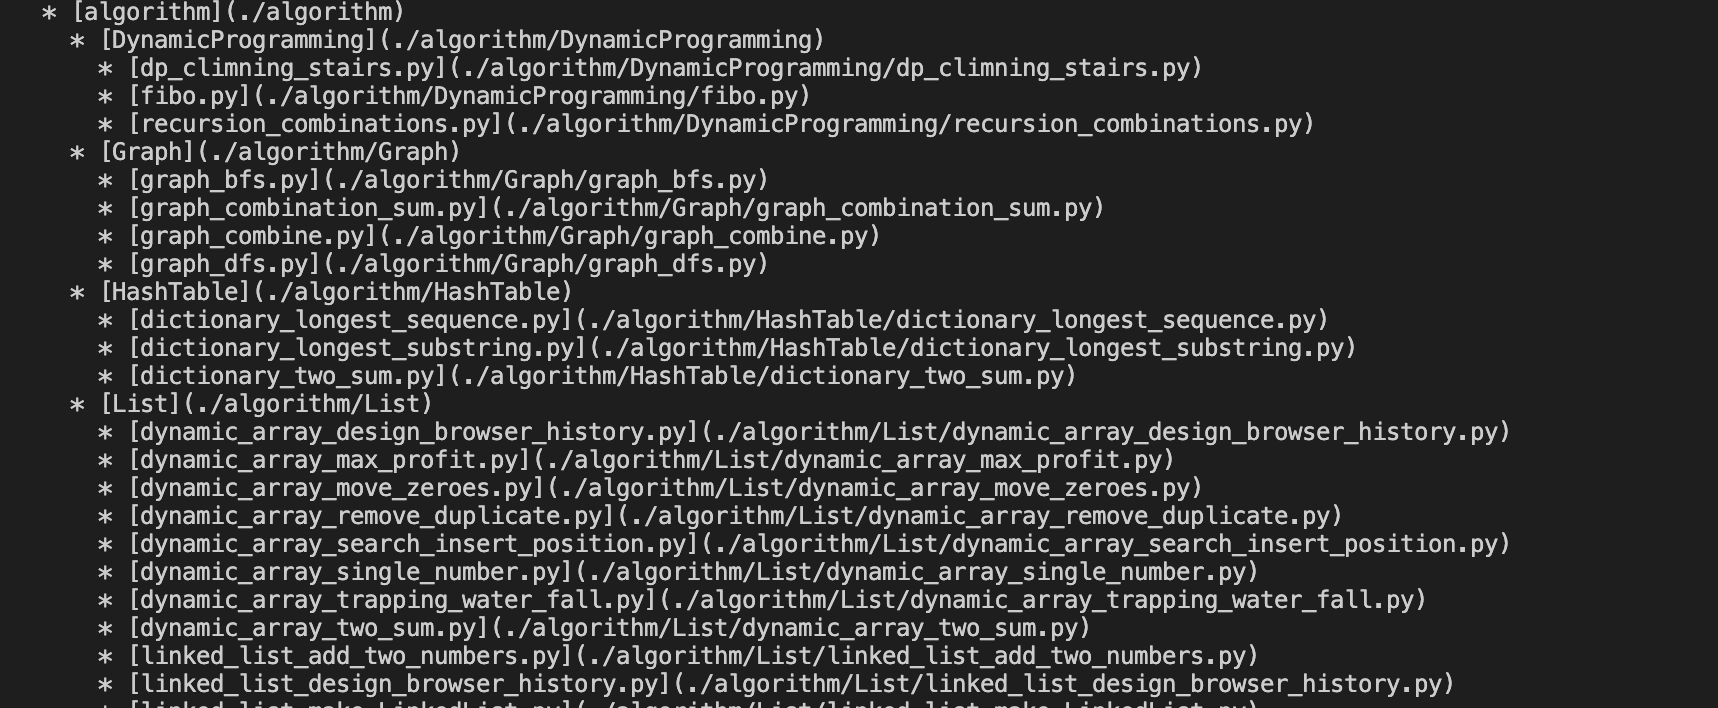 * [algorithm](./algorithm)
* [DynamicProgramming](./algorithm/DynamicProgramming)
* [dp_climning_stairs.py](./algorithm/DynamicProgramming/dp_climning_stairs.py)
* [fibo.py](./algorithm/DynamicProgramming/fibo.py)
* [recursion_combinations.py](./algorithm/DynamicProgramming/recursion_combinations.py)
* [Graph](./algorithm/Graph)
* [graph_bfs.py](./algorithm/Graph/graph_bfs.py)
* [graph_combination_sum.py](./algorithm/Graph/graph_combination_sum.py)
* [graph_combine.py](./algorithm/Graph/graph_combine.py)
* [graph_dfs.py](./algorithm/Graph/graph_dfs.py)
* [HashTable](./algorithm/HashTable)
* [dictionary_longest_sequence.py](./algorithm/HashTable/dictionary_longest_sequence.py)
* [dictionary_longest_substring.py](./algorithm/HashTable/dictionary_longest_substring.py)
* [dictionary_two_sum.py](./algorithm/HashTable/dictionary_two_sum.py)
* [List](./algorithm/List)
* [dynamic_array_design_browser_history.py](./algorithm/List/dynamic_array_design_browser_history.py)
* [dynamic_array_max_profit.py](./algorithm/List/dynamic_array_max_profit.py)
* [dynamic_array_move_zeroes.py](./algorithm/List/dynamic_array_move_zeroes.py)
* [dynamic_array_remove_duplicate.py](./algorithm/List/dynamic_array_remove_duplicate.py)
* [dynamic_array_search_insert_position.py](./algorithm/List/dynamic_array_search_insert_position.py)
* [dynamic_array_single_number.py](./algorithm/List/dynamic_array_single_number.py)
* [dynamic_array_trapping_water_fall.py](./algorithm/List/dynamic_array_trapping_water_fall.py)
* [dynamic_array_two_sum.py](./algorithm/List/dynamic_array_two_sum.py)
* [linked_list_add_two_numbers.py](./algorithm/List/linked_list_add_two_numbers.py)
* [linked_list_design_browser_history.py](./algorithm/List/linked_list_design_browser_history.py)